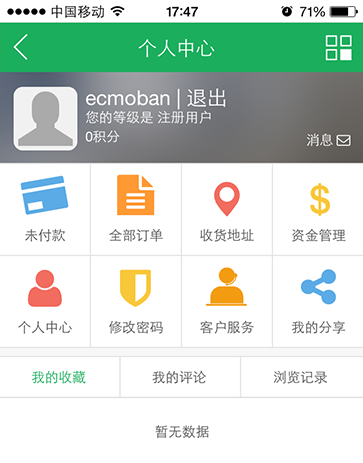 中国移动 17:47 71%
个人中心
ecmoban | 退出
您的等级是 注册用户
0积分
消息
未付款 全部订单 收货地址 资金管理
个人中心 修改密码 客户服务 我的分享
我的收藏 我的评论 浏览记录
暂无数据